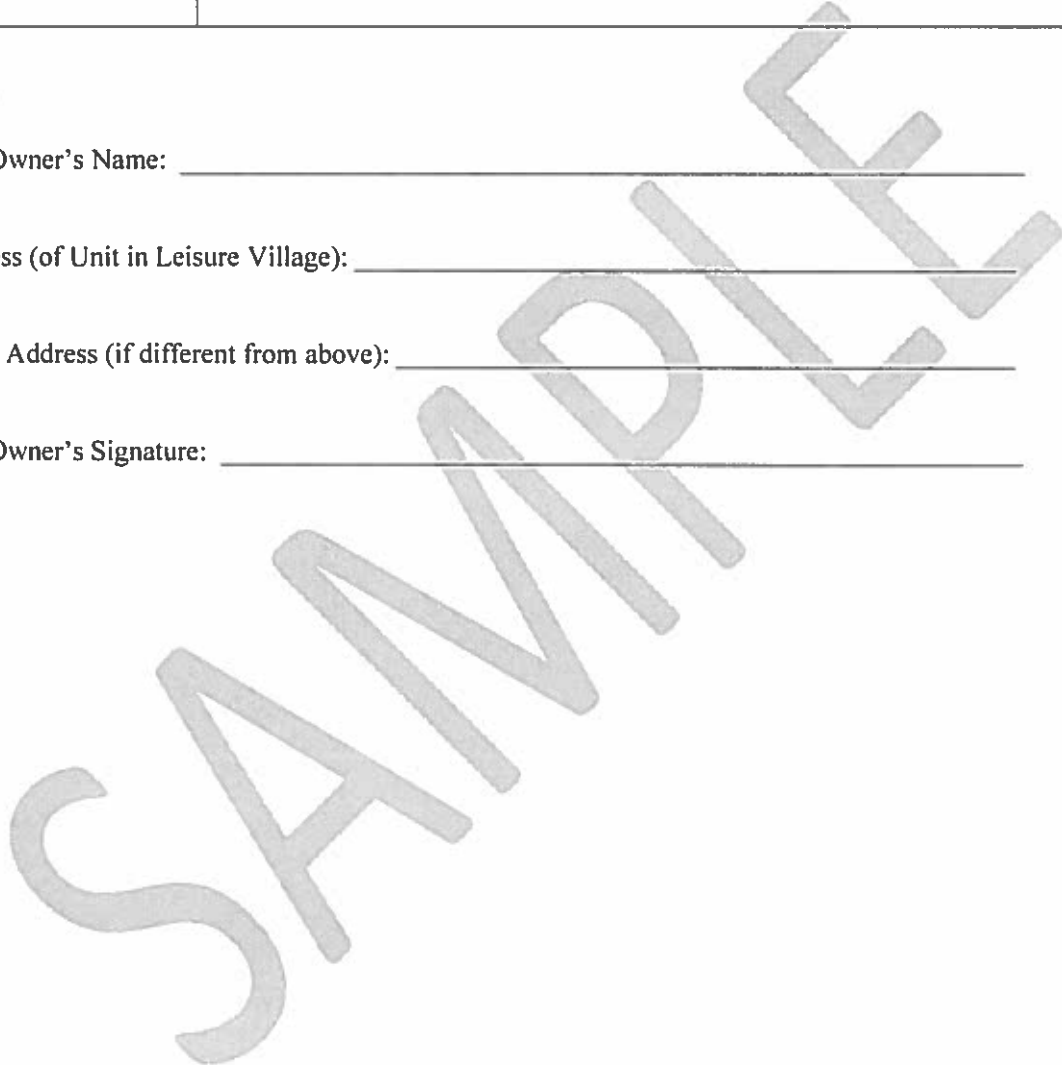 Owner's Name:
ss (of Unit in Leisure Village):
Address (if different from above):
Owner's Signature:
SAMPLE